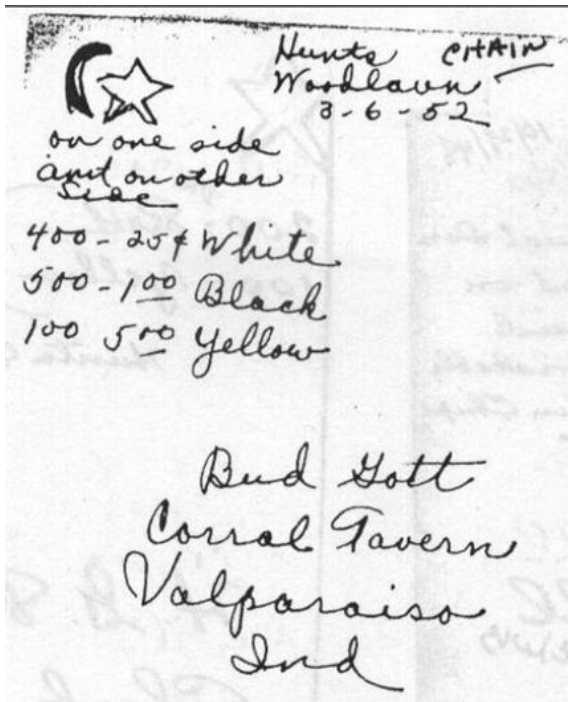 Hunts CHAIN
Woodlawn
3-6-52
on one side
and on other
side
400 - 25¢ White
500 - 1.00 Black
100 5.00 Yellow
Bud Gott
Corral Tavern
Valparaiso
Ind